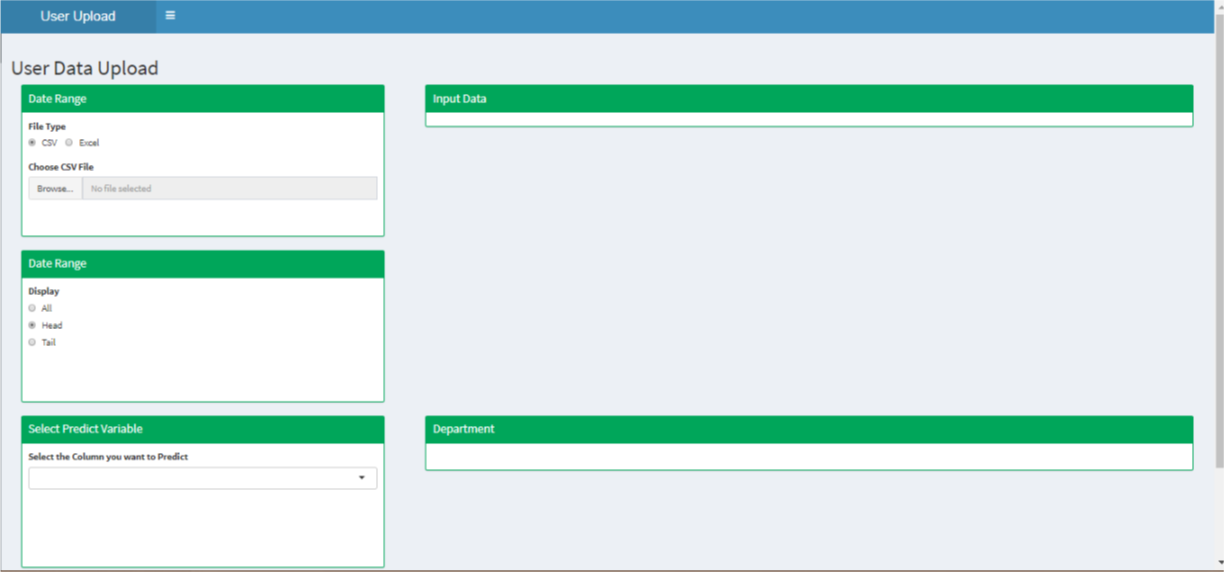 User Upload
User Data Upload
Date Range
File Type
CSV Excel
Choose CSV File
Browse... No file selected
Input Data
Date Range
Display
All
Head
Tail
Select Predict Variable
Select the Column you want to Predict
Department